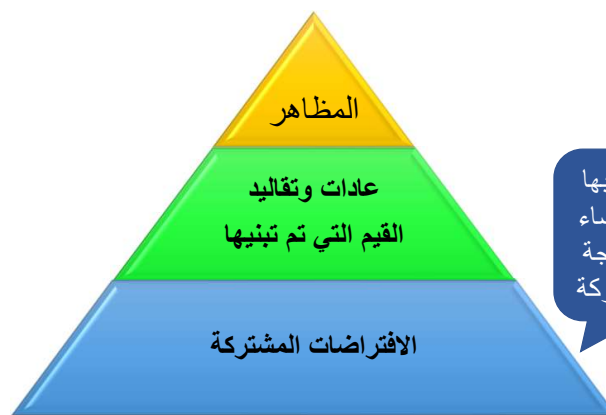 المظاهر
عادات وتقاليد
القيم التي تم تبنيها
الافتراضات المشتركة